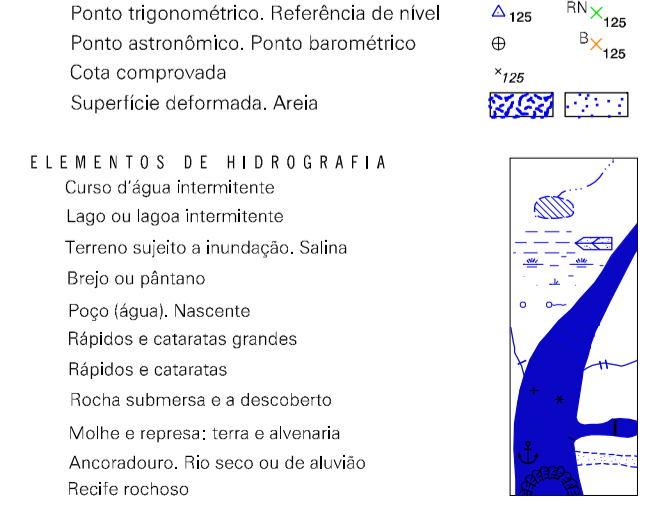 Ponto trigonométrico. Referência de nível 125 RN 125
Ponto astronômico. Ponto barométrico B 125
Cota comprovada 125
Superfície deformada. Areia
ELEMENTOS DE HIDROGRAFIA
Curso d'água intermitente
Lago ou lagoa intermitente
Terreno sujeito a inundação. Salina
Brejo ou pântano
Poço (água). Nascente
Rápidos e cataratas grandes
Rápidos e cataratas
Rocha submersa e a descoberto
Molhe e represa: terra e alvenaria
Ancoradouro. Rio seco ou de aluvião
Recife rochoso